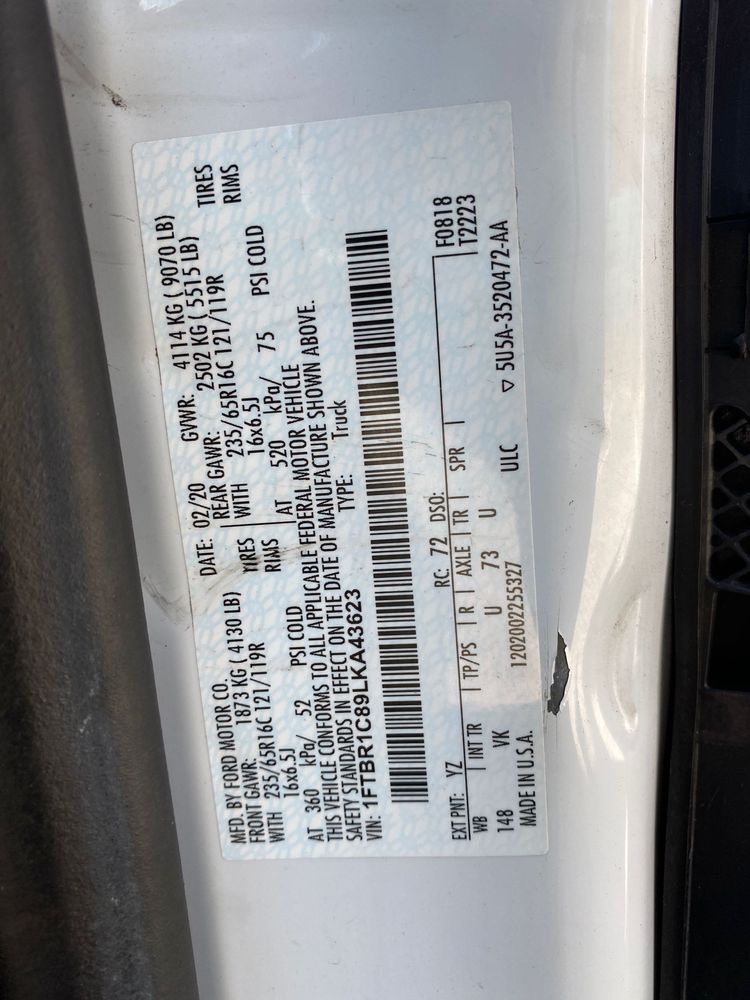 MFD. BY FORD MOTOR CO. DATE: 02/20 GVWR: 4114 KG ( 9070 LB)
FRONT GAWR: 1873 KG ( 4130 LB) REAR GAWR: 2502 KG ( 5515 LB)
WITH 235/65R16C 121/119R TIRES WITH 235/65R16C 121/119R TIRES
16x6.5J RIMS 16x6.5J RIMS
AT 360 kPa/ 52 PSI COLD AT 520 kPa/ 75 PSI COLD
THIS VEHICLE CONFORMS TO ALL APPLICABLE FEDERAL MOTOR VEHICLE
SAFETY STANDARDS IN EFFECT ON THE DATE OF MANUFACTURE SHOWN ABOVE.
VIN: 1FTBR1C89LKA43623 TYPE: Truck
EXT PNT: YZ RC: 72 DSO: F0818
WB | INT TR | TP/PS | R | AXLE | TR | SPR | T2223
148 VK U 73 U
MADE IN U.S.A. 1202002255327 ULC ▽ 5U5A-3520472-AA